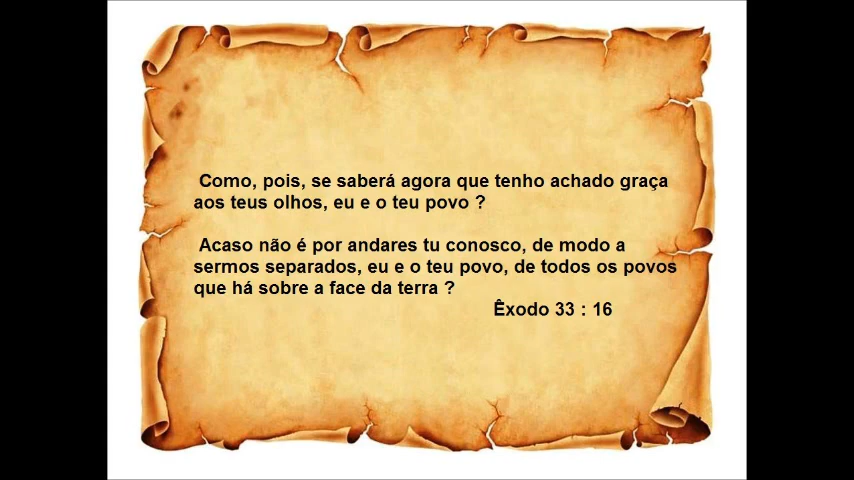 Como, pois, se saberá agora que tenho achado graça
aos teus olhos, eu e o teu povo ?
Acaso não é por andares tu conosco, de modo a
sermos separados, eu e o teu povo, de todos os povos
que há sobre a face da terra ?
Êxodo 33 : 16